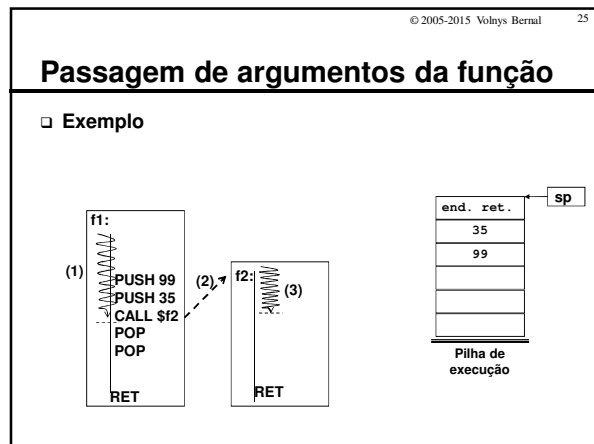 © 2005-2015 Volnys Bernal 25
Passagem de argumentos da função
Exemplo
f1:
(1)
PUSH 99
PUSH 35
CALL $f2
POP
POP
RET
(2)
f2:
(3)
RET
sp
end. ret.
35
99
Pilha de
execução